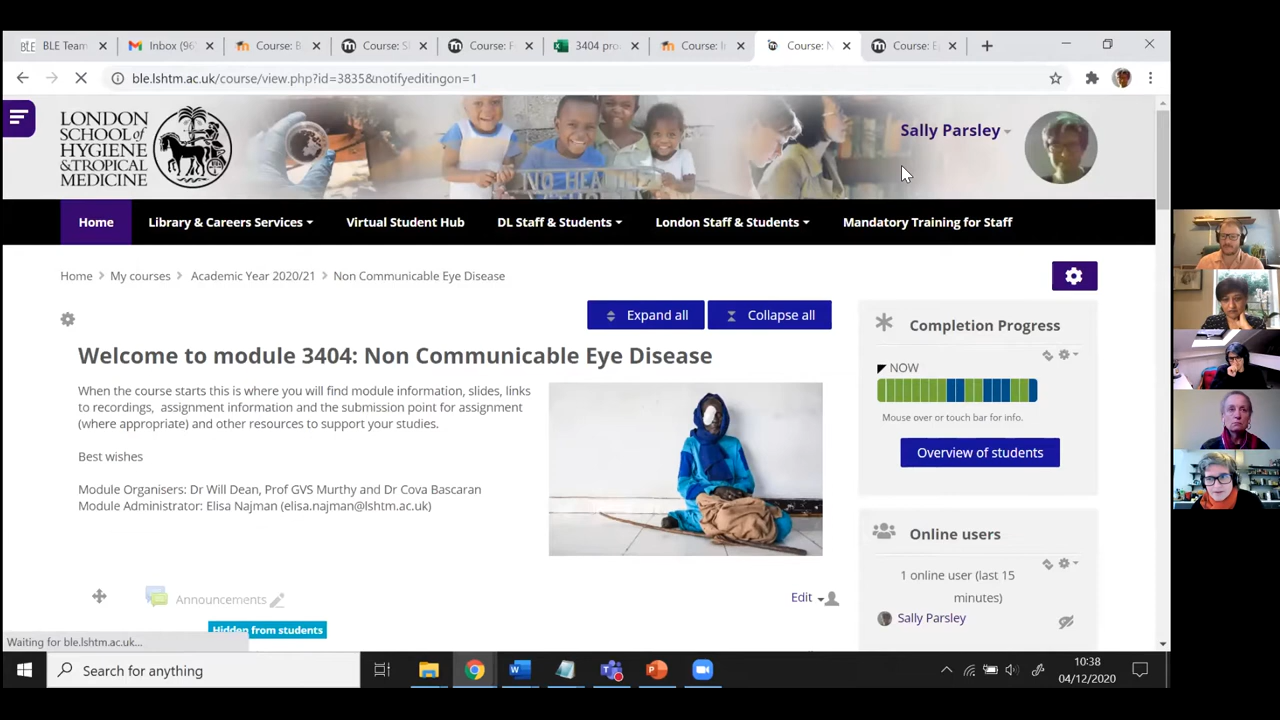 BLE Team
Inbox (96
Course: B
Course: S
Course: F
3404 pro
Course: I
Course: N
Course: E
ble.lshtm.ac.uk/course/view.php?id=3835&notifyeditingon=1
LONDON
SCHOOL of
HYGIENE
& TROPICAL
MEDICINE
NO HEALTH
Sally Parsley
Home
Library & Careers Services
Virtual Student Hub
DL Staff & Students
London Staff & Students
Mandatory Training for Staff
Home
My courses
Academic Year 2020/21
Non Communicable Eye Disease
Expand all
Collapse all
Welcome to module 3404: Non Communicable Eye Disease
When the course starts this is where you will find module information, slides, links
to recordings, assignment information and the submission point for assignment
(where appropriate) and other resources to support your studies.
Best wishes
Module Organisers: Dr Will Dean, Prof GVS Murthy and Dr Cova Bascaran
Module Administrator: Elisa Najman (elisa.najman@lshtm.ac.uk)
Announcements
Edit
Hidden from students
Completion Progress
NOW
Mouse over or touch bar for info.
Overview of students
Online users
1 online user (last 15
minutes)
Sally Parsley
Waiting for ble.lshtm.ac.uk...
Search for anything
10:38
04/12/2020